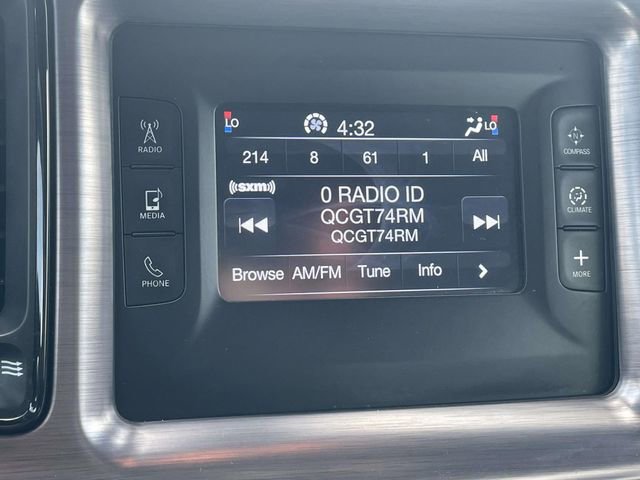 LO 4:32 LO
214 8 61 1 All
((sxm))
0 RADIO ID
QCGT74RM
QCGT74RM
Browse AM/FM Tune Info >
RADIO
MEDIA
PHONE
COMPASS
CLIMATE
+
MORE